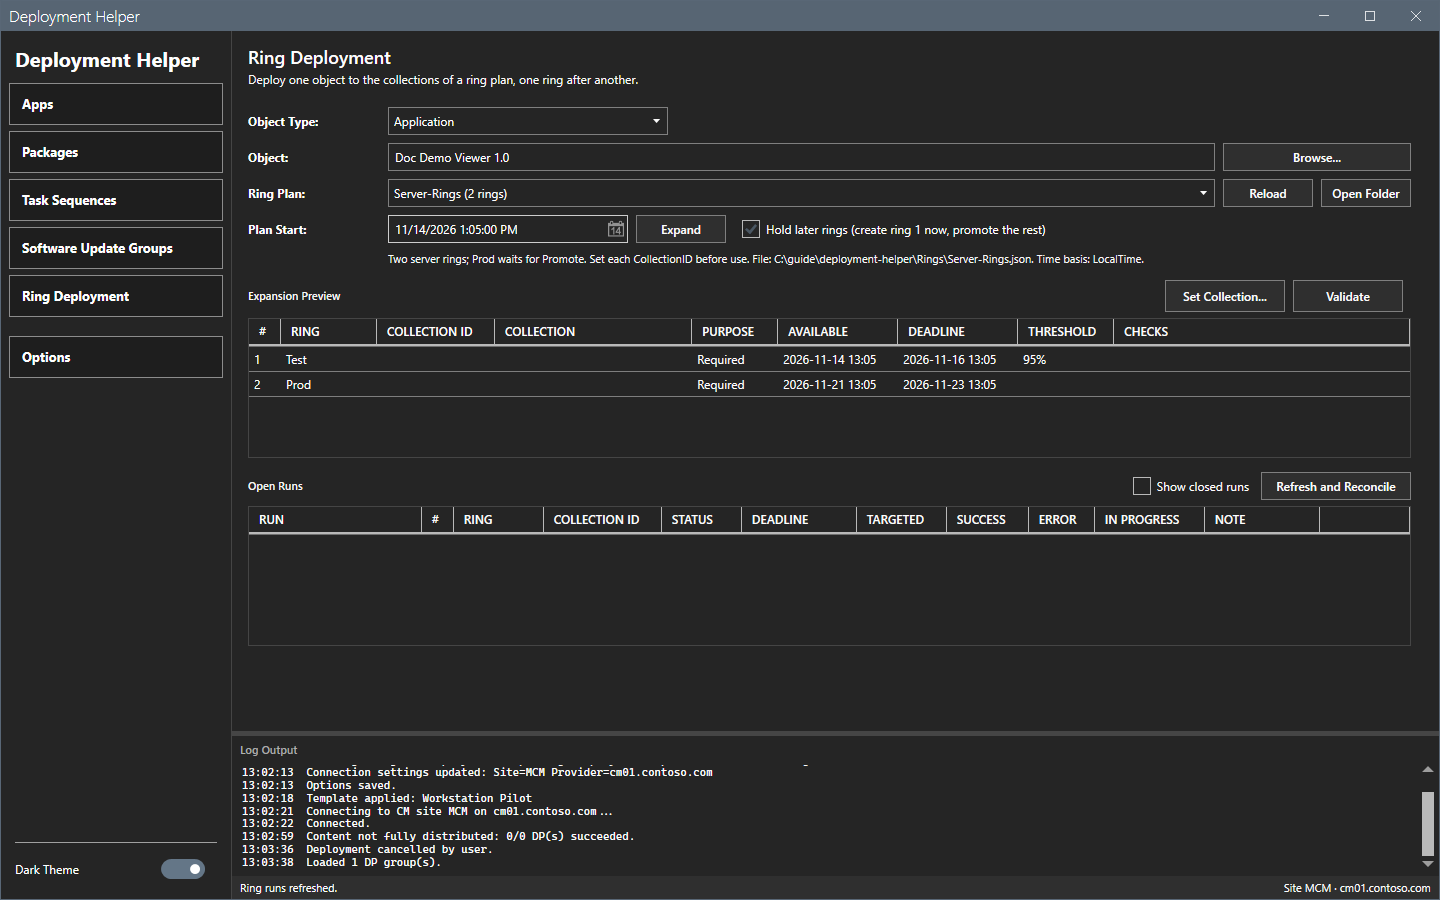 Deployment Helper
Deployment Helper
Apps
Packages
Task Sequences
Software Update Groups
Ring Deployment
Options
Dark Theme
Ring Deployment
Deploy one object to the collections of a ring plan, one ring after another.
Object Type: Application
Object: Doc Demo Viewer 1.0 Browse...
Ring Plan: Server-Rings (2 rings) Reload Open Folder
Plan Start: 11/14/2026 1:05:00 PM 14 Expand Hold later rings (create ring 1 now, promote the rest)
Two server rings; Prod waits for Promote. Set each CollectionID before use. File: C:\guide\deployment-helper\Rings\Server-Rings.json. Time basis: LocalTime.
Expansion Preview Set Collection... Validate
# RING COLLECTION ID COLLECTION PURPOSE AVAILABLE DEADLINE THRESHOLD CHECKS
1 Test Required 2026-11-14 13:05 2026-11-16 13:05 95%
2 Prod Required 2026-11-21 13:05 2026-11-23 13:05
Open Runs Show closed runs Refresh and Reconcile
RUN # RING COLLECTION ID STATUS DEADLINE TARGETED SUCCESS ERROR IN PROGRESS NOTE
Log Output
13:02:13 Connection settings updated: Site=MCM Provider=cm01.contoso.com
13:02:13 Options saved.
13:02:18 Template applied: Workstation Pilot
13:02:21 Connecting to CM site MCM on cm01.contoso.com...
13:02:22 Connected.
13:02:59 Content not fully distributed: 0/0 DP(s) succeeded.
13:03:36 Deployment cancelled by user.
13:03:38 Loaded 1 DP group(s).
Ring runs refreshed. Site MCM · cm01.contoso.com